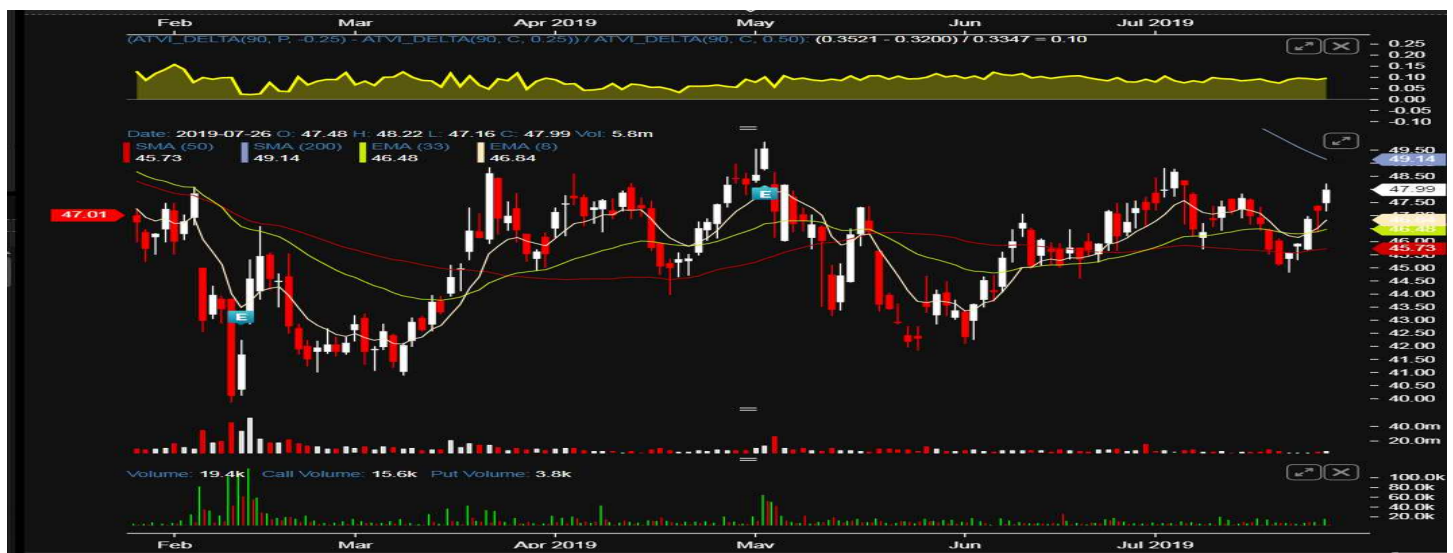 Feb Mar Apr 2019 May Jun Jul 2019
(ATVI_DELTA(90, P, -0.25) - ATVI_DELTA(90, C, 0.25)) / ATVI_DELTA(90, C, 0.50): (0.3521 - 0.3200) / 0.3347 = 0.10
0.25
0.20
0.15
0.10
0.05
0.00
-0.05
-0.10
Date: 2019-07-26 O: 47.48 H: 48.22 L: 47.16 C: 47.99 Vol: 5.8m
SMA (50) SMA (200) EMA (33) EMA (8)
45.73 49.14 46.48 46.84
49.50
49.14
48.50
47.99
47.50
47.01
46.48
46.00
45.73
45.00
44.50
44.00
43.50
43.00
42.50
42.00
41.50
41.00
40.50
40.00
E
E
40.0m
20.0m
Volume: 19.4k Call Volume: 15.6k Put Volume: 3.8k
100.0k
80.0k
60.0k
40.0k
20.0k
Feb Mar Apr 2019 May Jun Jul 2019